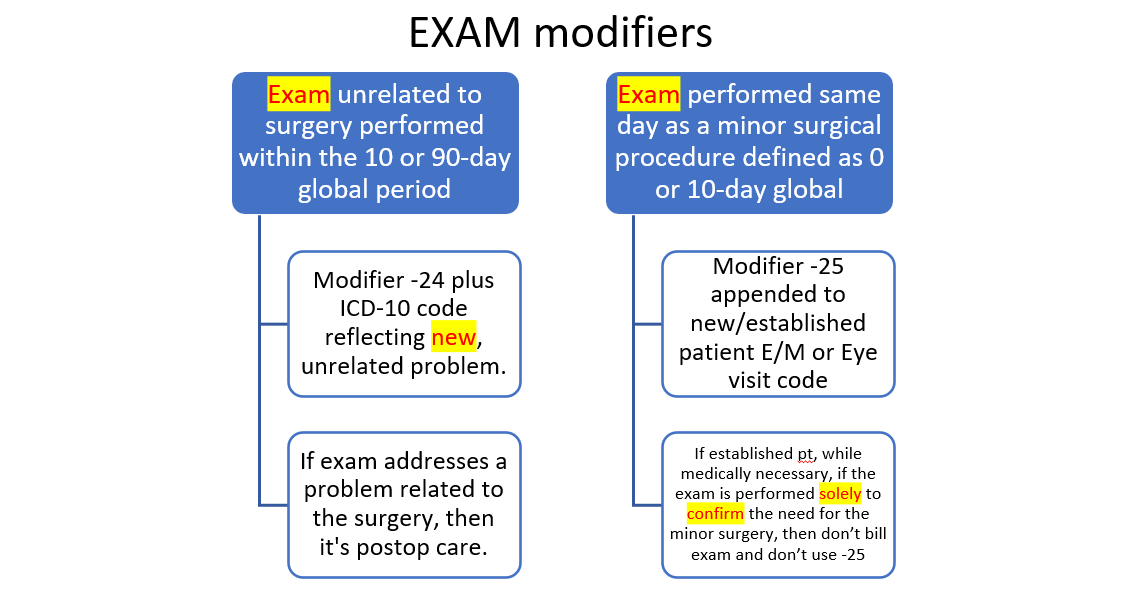 EXAM modifiers
Exam unrelated to
surgery performed
within the 10 or 90-day
global period
Modifier -24 plus
ICD-10 code
reflecting new,
unrelated problem.
If exam addresses a
problem related to
the surgery, then
it's postop care.
Exam performed same
day as a minor surgical
procedure defined as 0
or 10-day global
Modifier -25
appended to
new/established
patient E/M or Eye
visit code
If established pt, while
medically necessary, if the
exam is performed solely to
confirm the need for the
minor surgery, then don’t bill
exam and don’t use -25